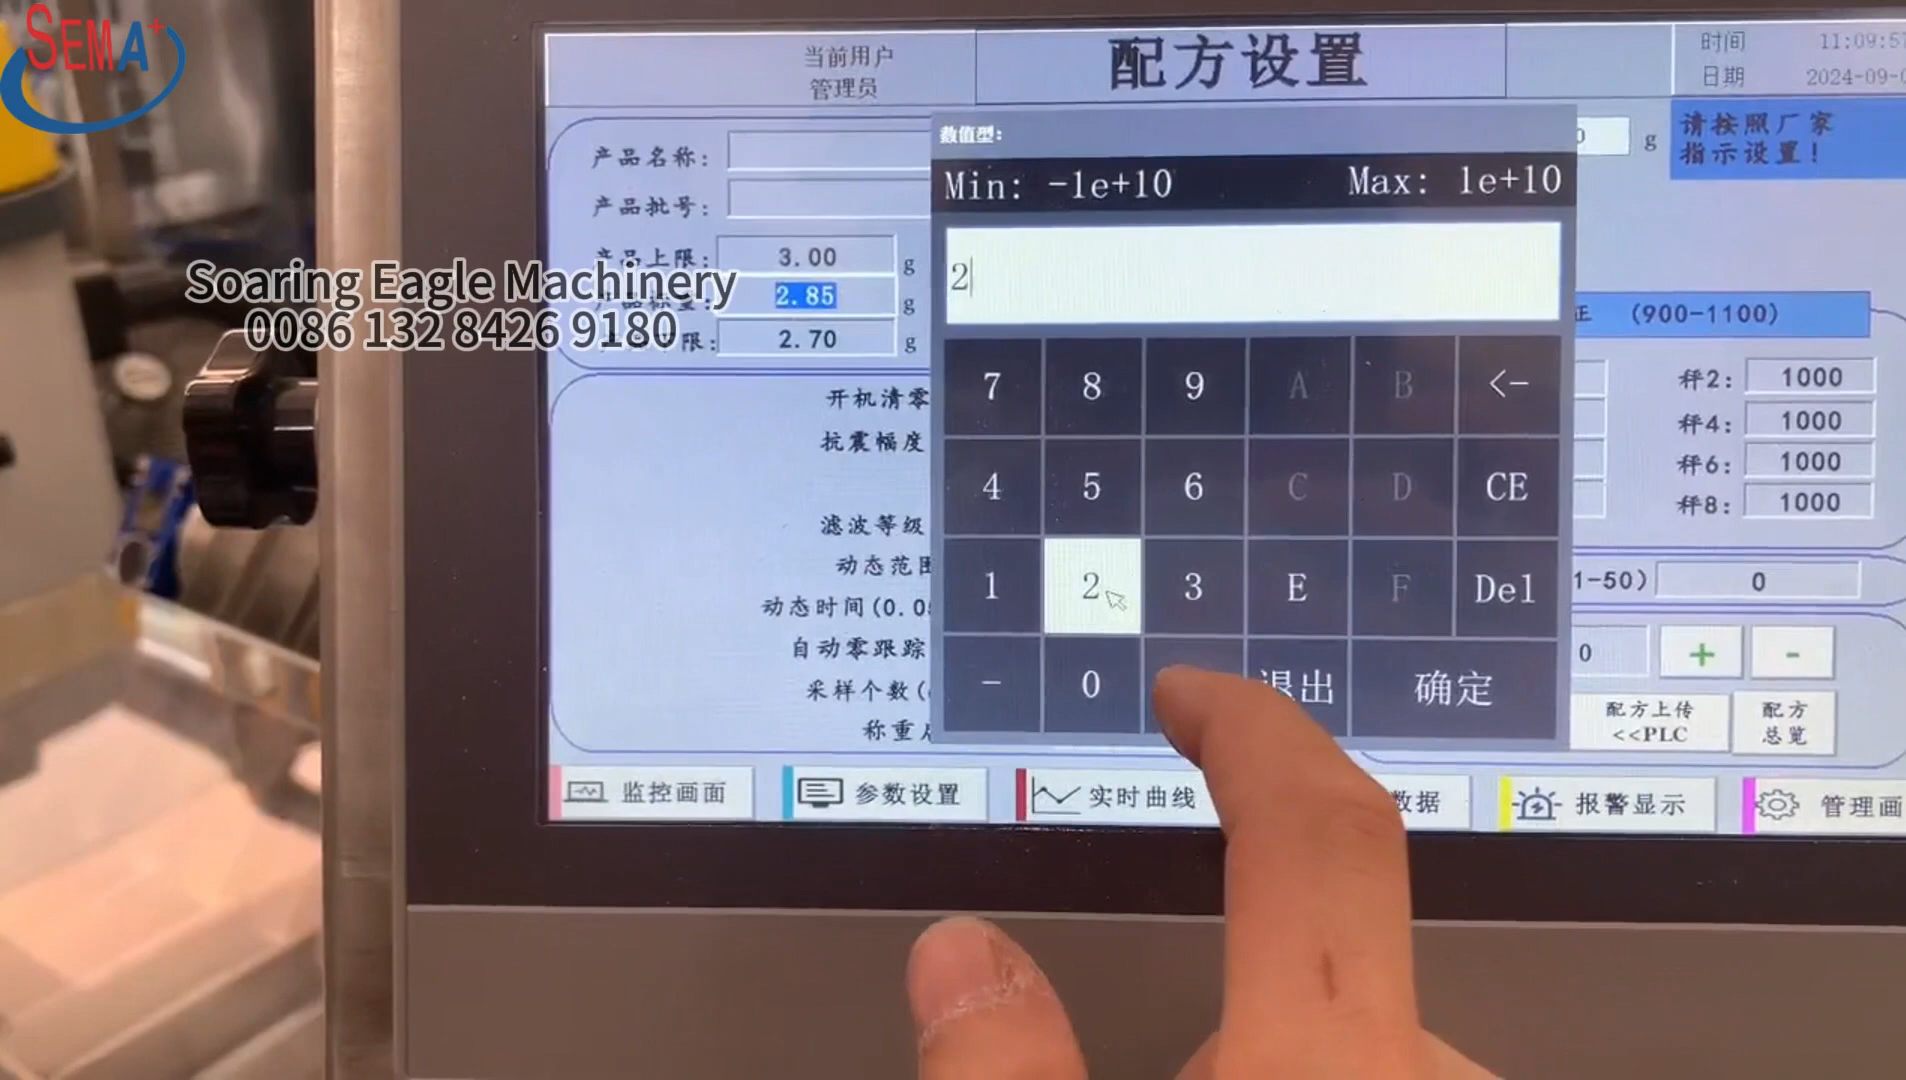 SEMA+
当前用户
管理员
配方设置
时间 11:09:5
日期 2024-09-0
请按照厂家
指示设置！
产品名称：
产品批号：
产品上限： 3.00 g
2.85 g
限： 2.70 g
Soaring Eagle Machinery
0086 132 8426 9180
数值型：
Min: -1e+10 Max: 1e+10
2
7 8 9 A B <-
4 5 6 C D CE
1 2 3 E F Del
- 0 退出 确定
g
正 (900-1100)
秤2： 1000
秤4： 1000
秤6： 1000
秤8： 1000
1-50) 0
0 + -
配方上传
<<PLC
配方
总览
开机清零
抗震幅度
滤波等级
动态范围
动态时间(0.0
自动零跟踪
采样个数(
称重
监控画面
参数设置
实时曲线
数据
报警显示
管理画